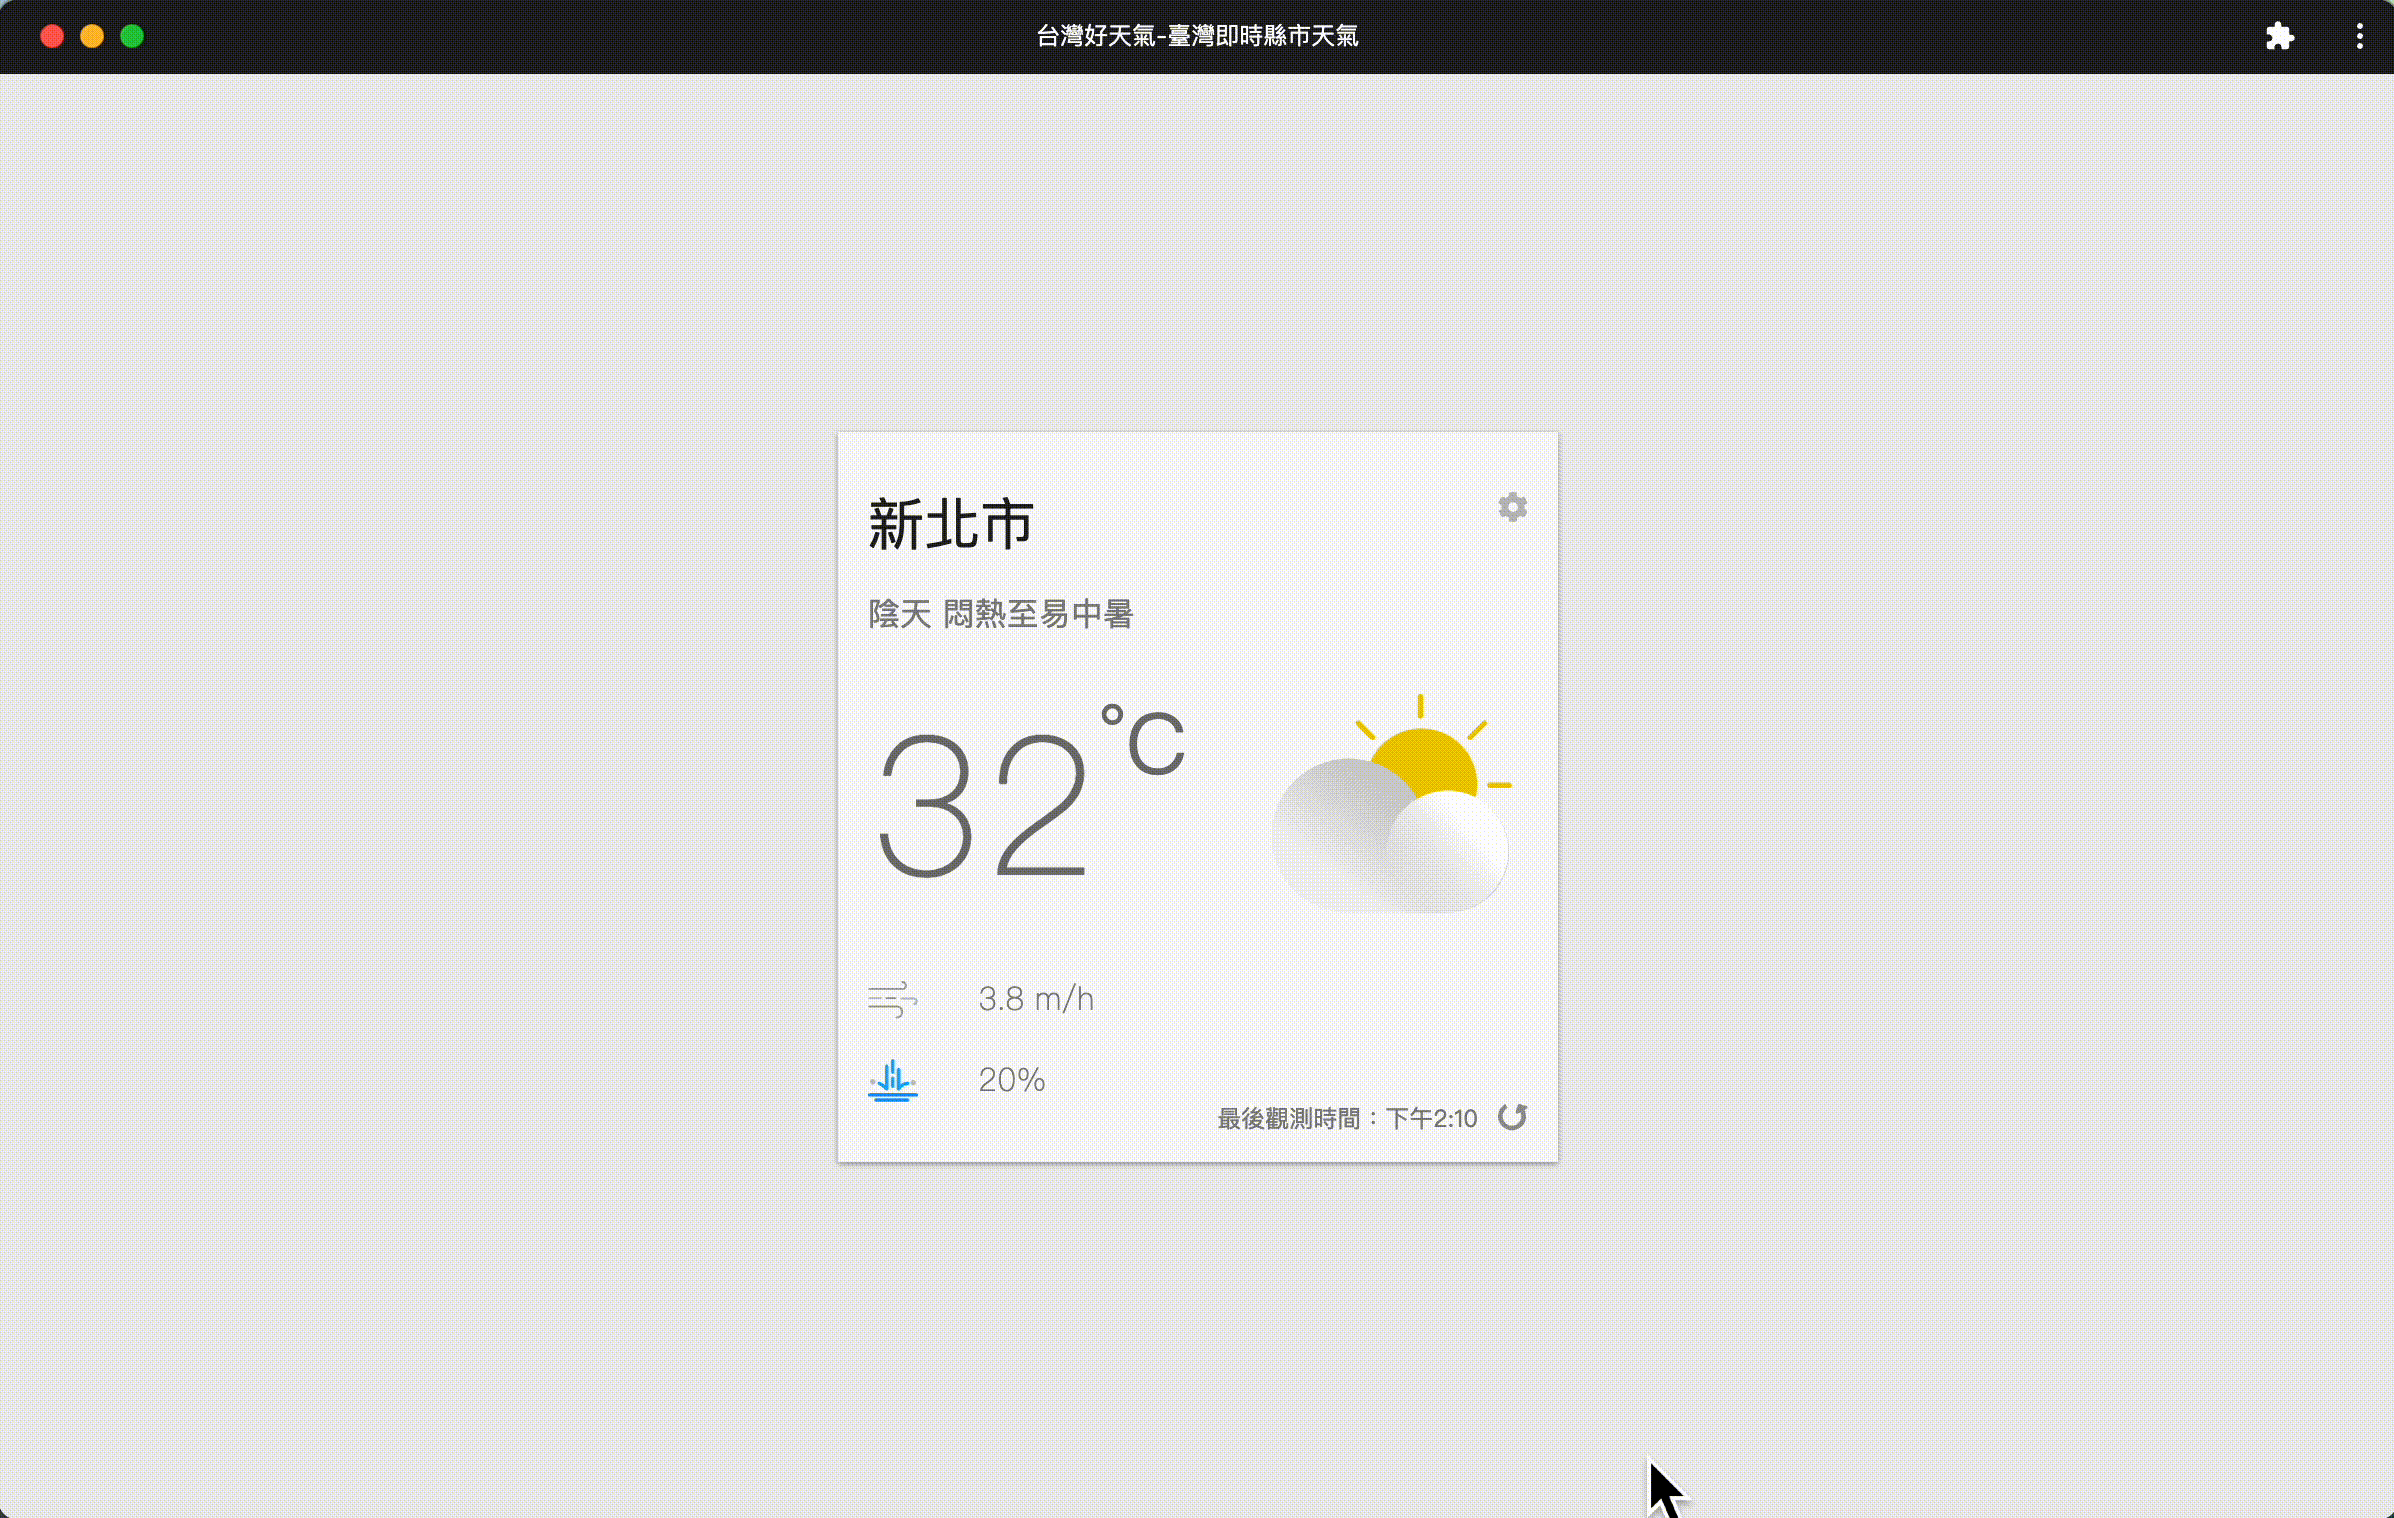 台灣好天氣-臺灣即時縣市天氣
新北市
陰天 悶熱至易中暑
32 °C
3.8 m/h
20%
最後觀測時間：下午2:10